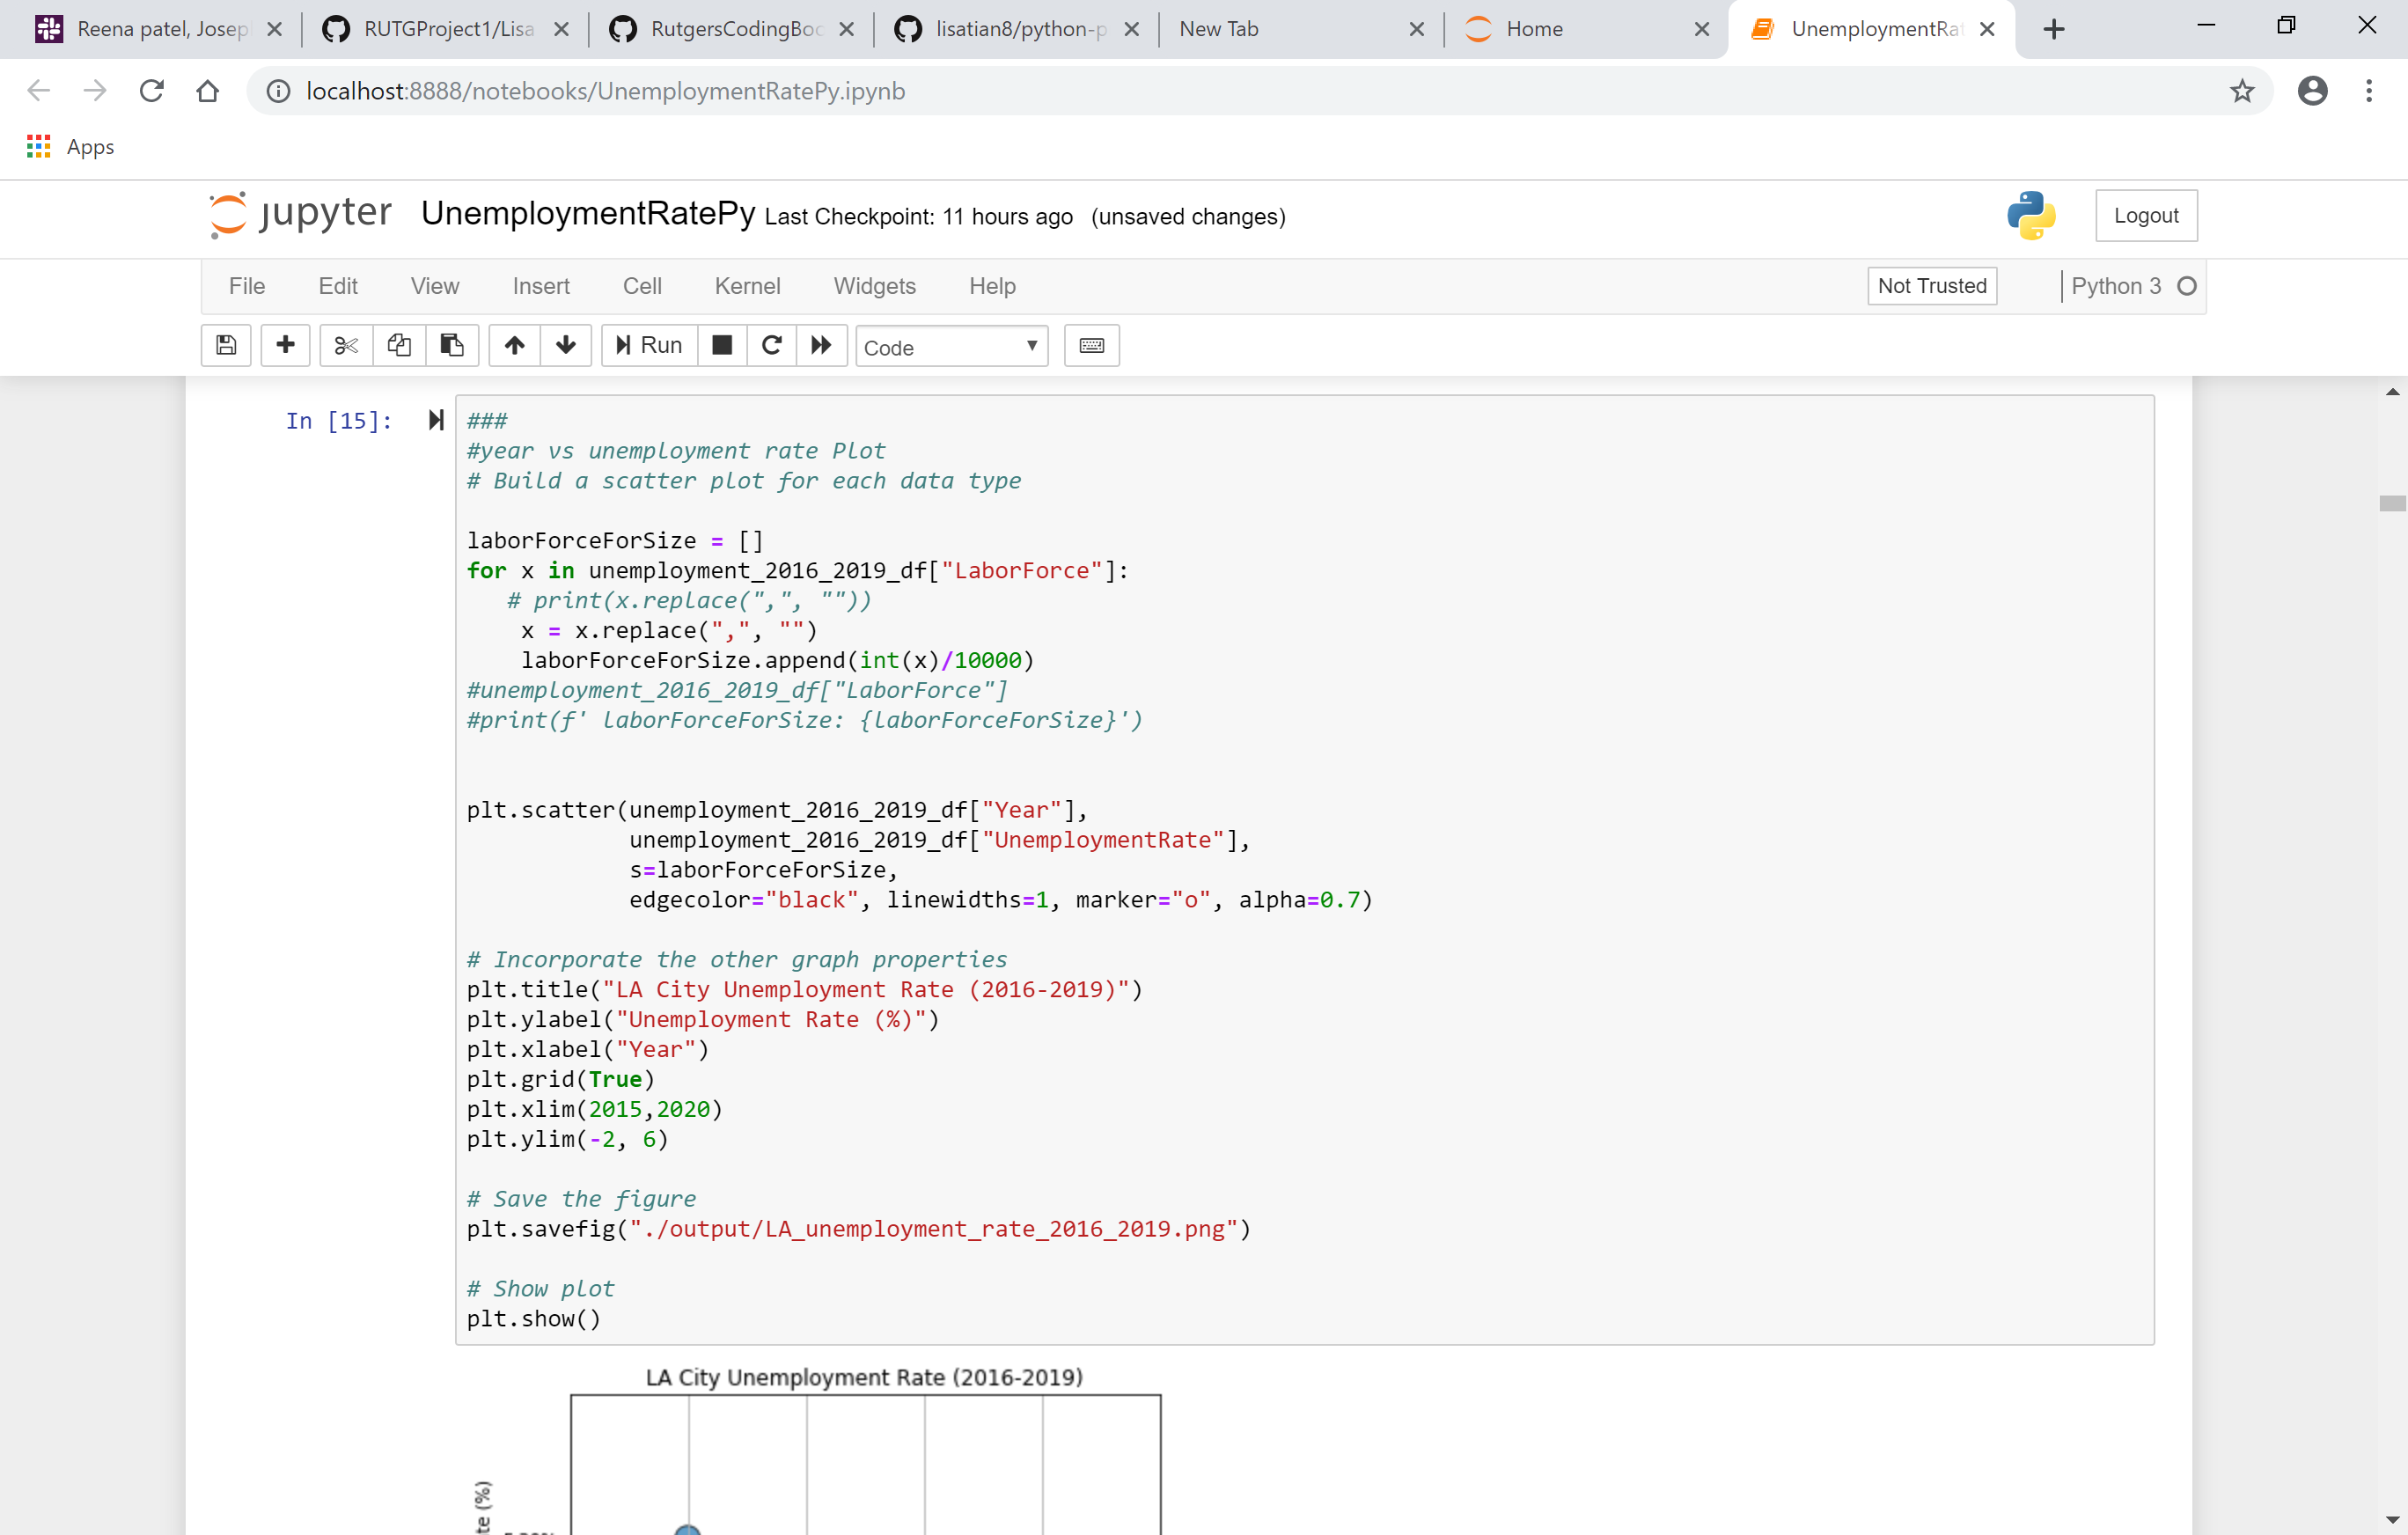 Reena patel, Josep
RUTGProject1/Lisa
RutgersCodingBoo
lisatian8/python-p
New Tab
Home
UnemploymentRat
localhost:8888/notebooks/UnemploymentRatePy.ipynb
Apps
jupyter UnemploymentRatePy Last Checkpoint: 11 hours ago (unsaved changes)
Logout
File Edit View Insert Cell Kernel Widgets Help
Not Trusted
Python 3
Run
Code
In [15]:
###
#year vs unemployment rate Plot
# Build a scatter plot for each data type
laborForceForSize = []
for x in unemployment_2016_2019_df["LaborForce"]:
   # print(x.replace(",", ""))
    x = x.replace(",", "")
    laborForceForSize.append(int(x)/10000)
#unemployment_2016_2019_df["LaborForce"]
#print(f' laborForceForSize: {laborForceForSize}')
plt.scatter(unemployment_2016_2019_df["Year"],
            unemployment_2016_2019_df["UnemploymentRate"],
            s=laborForceForSize,
            edgecolor="black", linewidths=1, marker="o", alpha=0.7)
# Incorporate the other graph properties
plt.title("LA City Unemployment Rate (2016-2019)")
plt.ylabel("Unemployment Rate (%)")
plt.xlabel("Year")
plt.grid(True)
plt.xlim(2015,2020)
plt.ylim(-2, 6)
# Save the figure
plt.savefig("./output/LA_unemployment_rate_2016_2019.png")
# Show plot
plt.show()
LA City Unemployment Rate (2016-2019)
te (%)